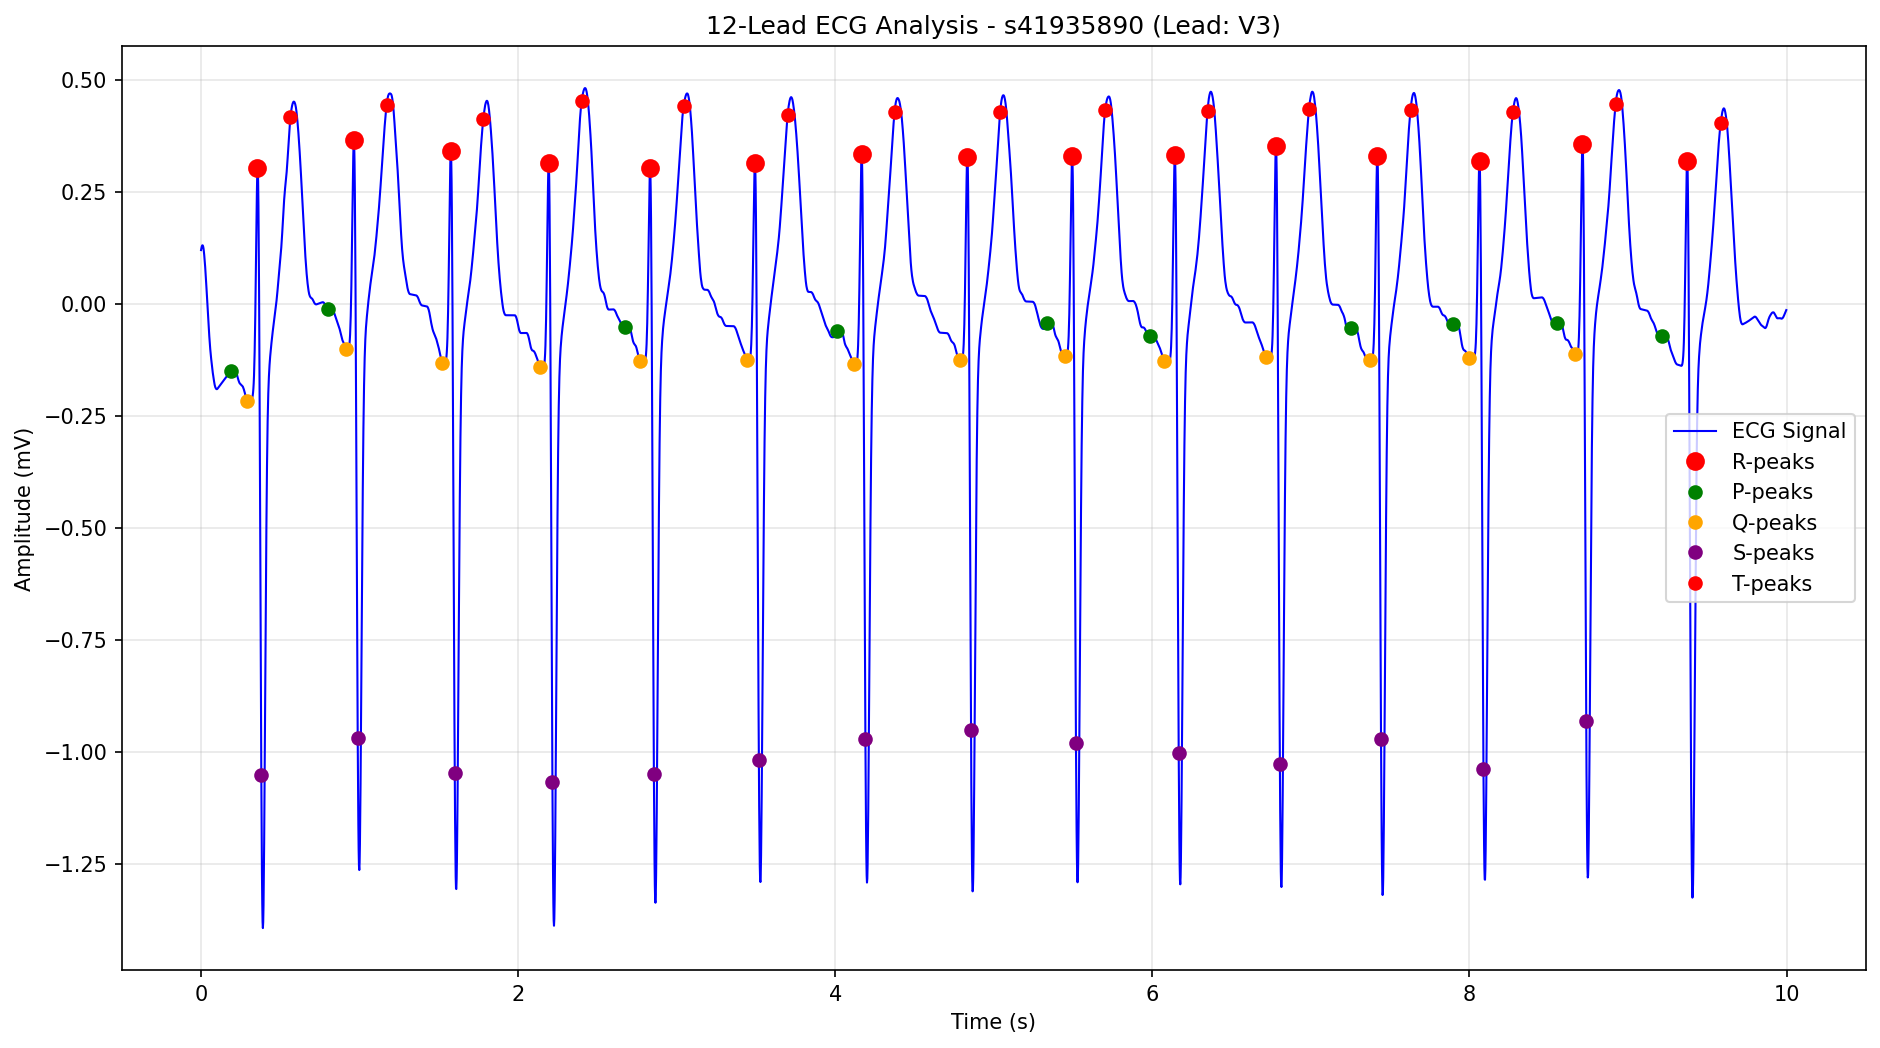 12-Lead ECG Analysis - s41935890 (Lead: V3)
Amplitude (mV)
0.50
0.25
0.00
−0.25
−0.50
−0.75
−1.00
−1.25
ECG Signal
R-peaks
P-peaks
Q-peaks
S-peaks
T-peaks
0 2 4 6 8 10
Time (s)